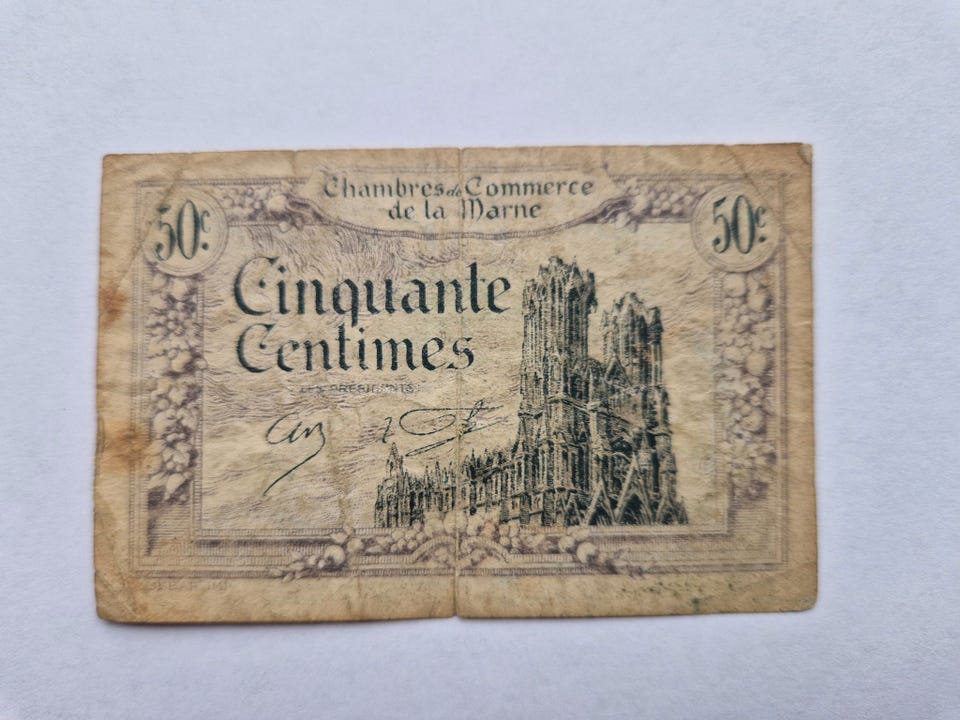 Chambres de Commerce
de la Marne
50c.
50c.
Cinquante
Centimes
LES PRÉSIDENTS